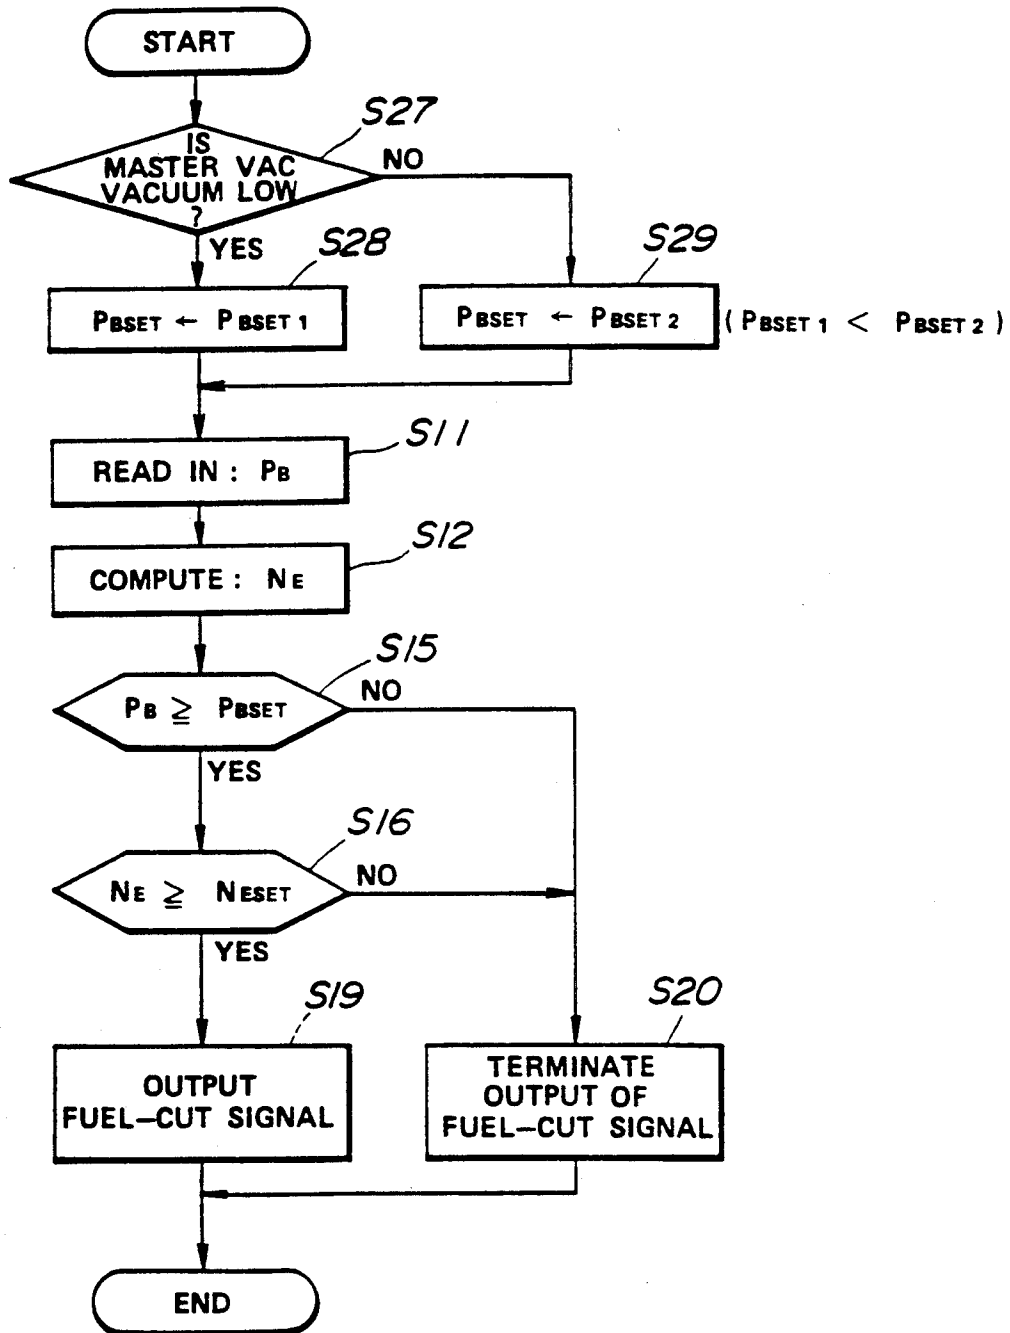 START
S27
IS
MASTER VAC
VACUUM LOW
?
NO
YES
S28
S29
PBSET ← PBSET 1
PBSET ← PBSET 2
( PBSET 1 < PBSET 2 )
S11
READ IN : PB
S12
COMPUTE : NE
S15
PB ≧ PBSET
NO
YES
S16
NE ≧ NESET
NO
YES
S19
S20
OUTPUT
FUEL–CUT SIGNAL
TERMINATE
OUTPUT OF
FUEL–CUT SIGNAL
END